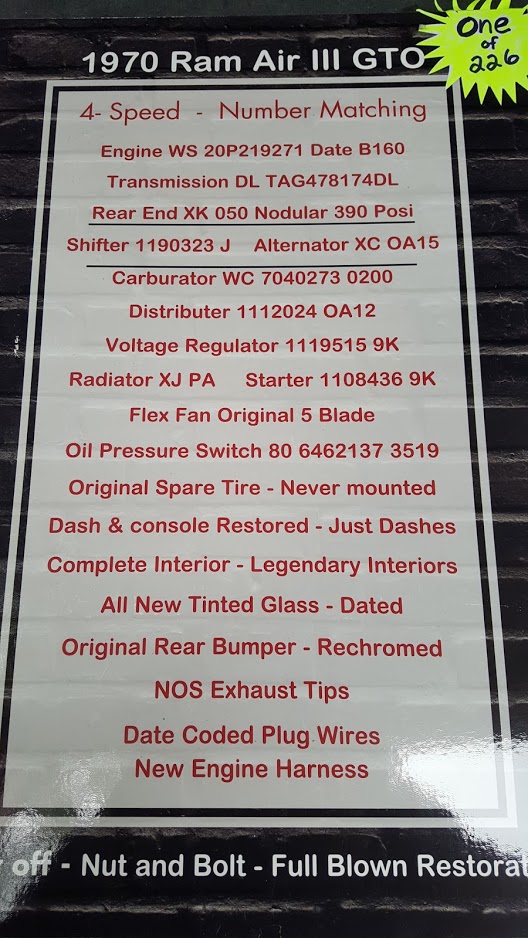 One
of
226
1970 Ram Air III GTO
4- Speed - Number Matching
Engine WS 20P219271 Date B160
Transmission DL TAG478174DL
Rear End XK 050 Nodular 390 Posi
Shifter 1190323 J Alternator XC OA15
Carburator WC 7040273 0200
Distributer 1112024 OA12
Voltage Regulator 1119515 9K
Radiator XJ PA Starter 1108436 9K
Flex Fan Original 5 Blade
Oil Pressure Switch 80 6462137 3519
Original Spare Tire - Never mounted
Dash & console Restored - Just Dashes
Complete Interior - Legendary Interiors
All New Tinted Glass - Dated
Original Rear Bumper - Rechromed
NOS Exhaust Tips
Date Coded Plug Wires
New Engine Harness
off - Nut and Bolt - Full Blown Restorat